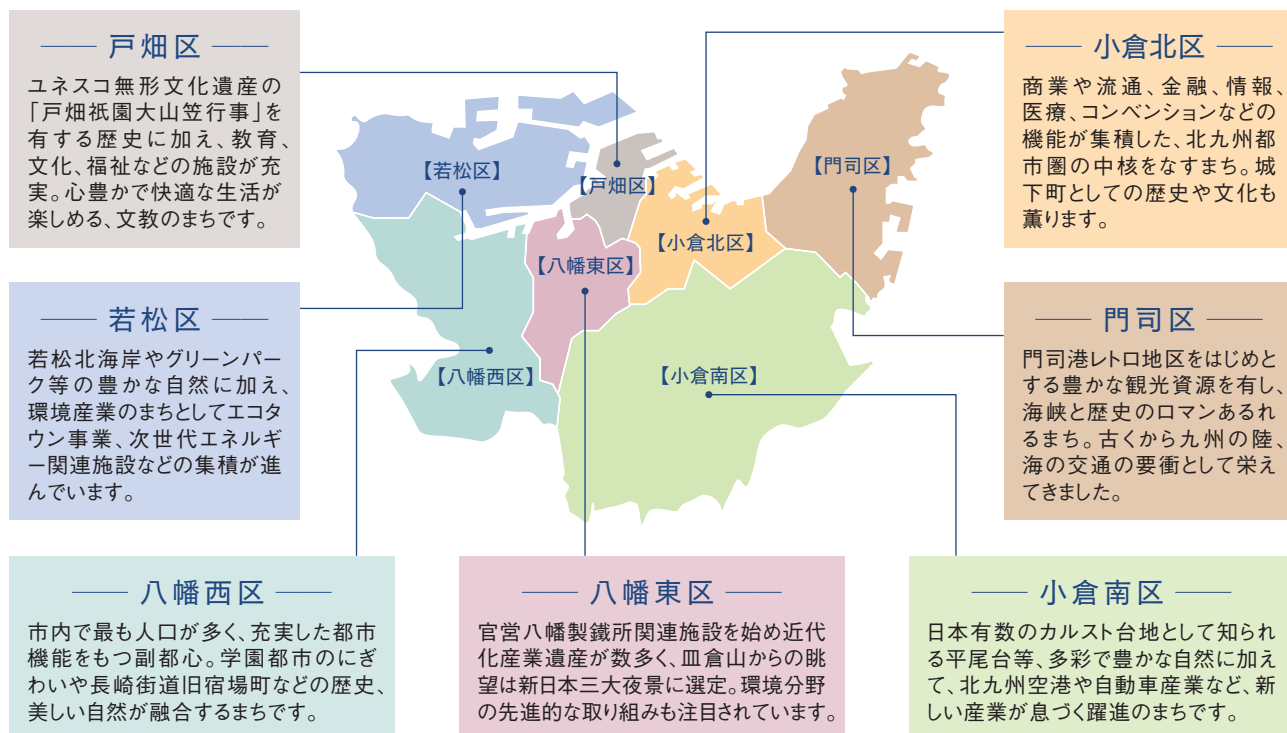 戸畑区
ユネスコ無形文化遺産の
「戸畑祇園大山笠行事」を
有する歴史に加え、教育、
文化、福祉などの施設が充
実。心豊かで快適な生活が
楽しめる、文教のまちです。
小倉北区
商業や流通、金融、情報、
医療、コンベンションなどの
機能が集積した、北九州都
市圏の中核をなすまち。城
下町としての歴史や文化も
薫ります。
【若松区】
【戸畑区】
【門司区】
【小倉北区】
【八幡東区】
【八幡西区】
【小倉南区】
若松区
若松北海岸やグリーンパー
ク等の豊かな自然に加え、
環境産業のまちとしてエコタ
ウン事業、次世代エネルギ
ー関連施設などの集積が進
んでいます。
門司区
門司港レトロ地区をはじめと
する豊かな観光資源を有し、
海峡と歴史のロマンあるれ
るまち。古くから九州の陸、
海の交通の要衝として栄え
てきました。
八幡西区
市内で最も人口が多く、充実した都市
機能をもつ副都心。学園都市のにぎ
わいや長崎街道旧宿場町などの歴史、
美しい自然が融合するまちです。
八幡東区
官営八幡製鐵所関連施設を始め近代
化産業遺産が数多く、皿倉山からの眺
望は新日本三大夜景に選定。環境分野
の先進的な取り組みも注目されています。
小倉南区
日本有数のカルスト台地として知られ
る平尾台等、多彩で豊かな自然に加え
て、北九州空港や自動車産業など、新
しい産業が息づく躍進のまちです。